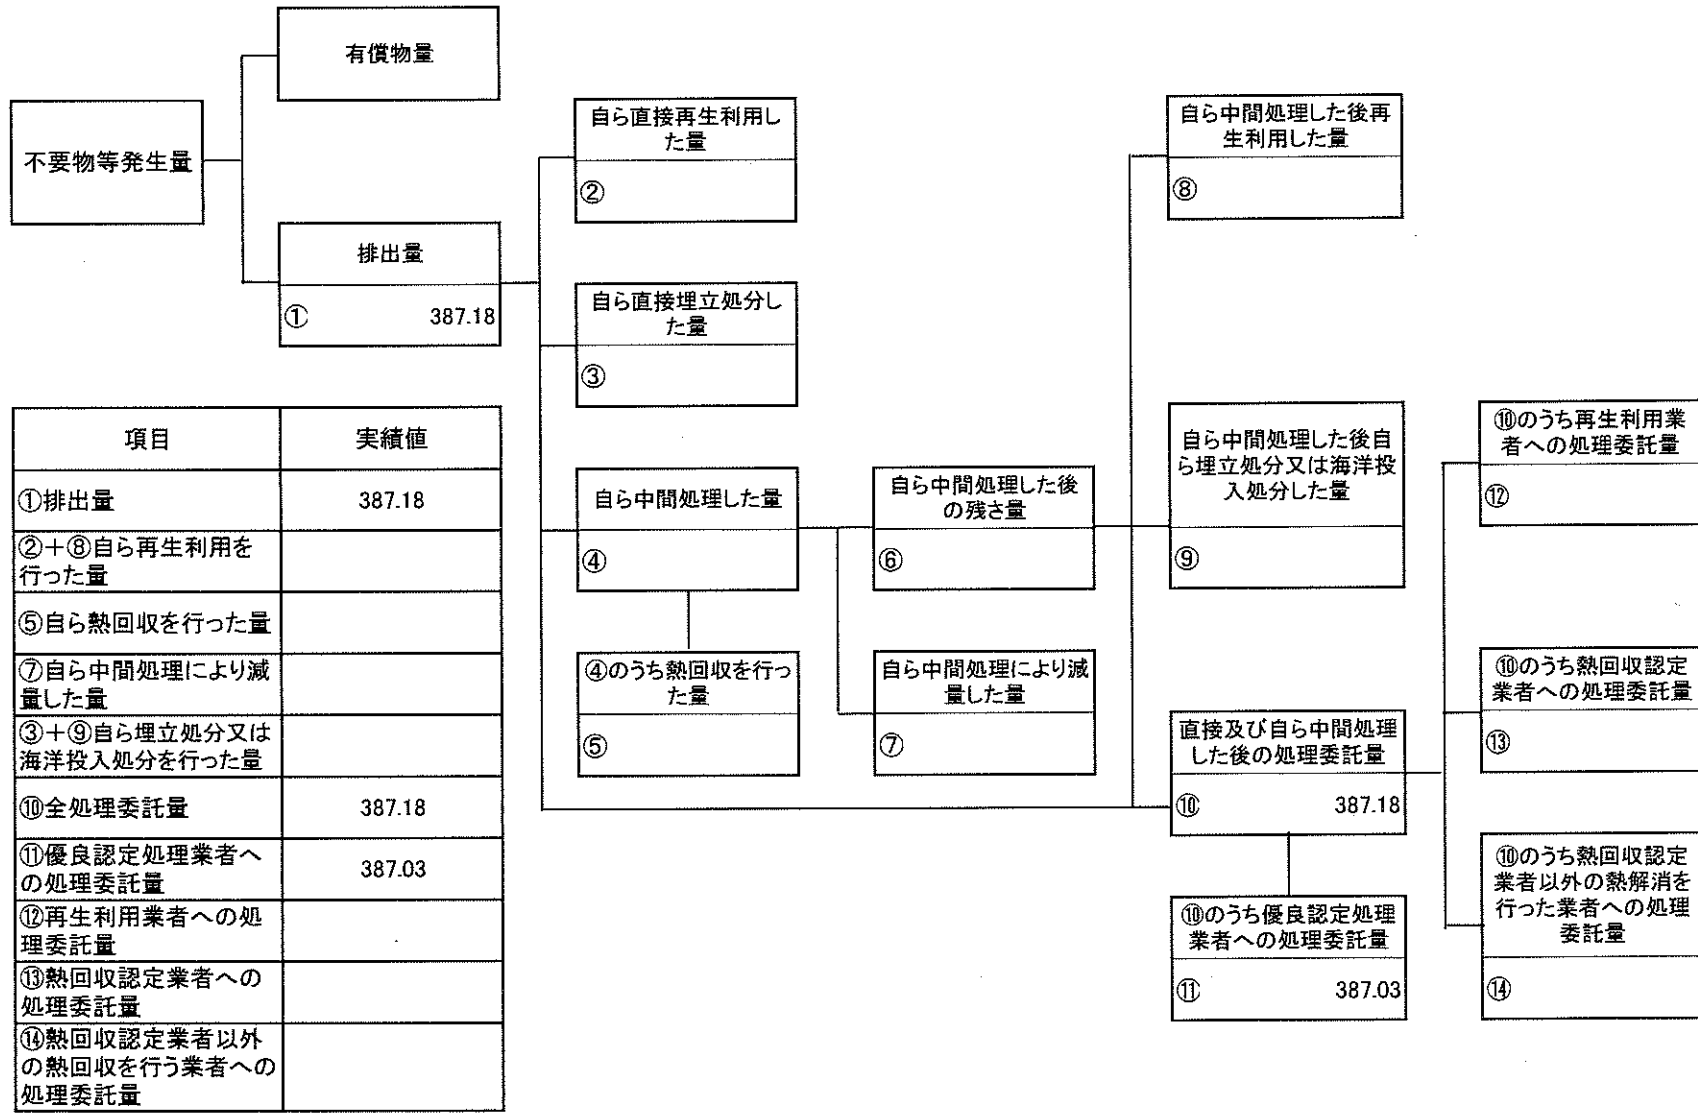 有償物量
不要物等発生量
排出量
① 387.18
自ら直接再生利用し
た量
②
自ら直接埋立処分し
た量
③
自ら中間処理した量
④
④のうち熱回収を行っ
た量
⑤
自ら中間処理した後
の残さ量
⑥
自ら中間処理により減
量した量
⑦
自ら中間処理した後再
生利用した量
⑧
自ら中間処理した後自
ら埋立処分又は海洋投
入処分した量
⑨
直接及び自ら中間処理
した後の処理委託量
⑩ 387.18
⑩のうち優良認定処理
業者への処理委託量
⑪ 387.03
⑩のうち再生利用業
者への処理委託量
⑫
⑩のうち熱回収認定
業者への処理委託量
⑬
⑩のうち熱回収認定
業者以外の熱解消を
行った業者への処理
委託量
⑭
項目 実績値
①排出量 387.18
②+⑧自ら再生利用を
行った量
⑤自ら熱回収を行った量
⑦自ら中間処理により減
量した量
③+⑨自ら埋立処分又は
海洋投入処分を行った量
⑩全処理委託量 387.18
⑪優良認定処理業者へ
の処理委託量 387.03
⑫再生利用業者への処
理委託量
⑬熱回収認定業者への
処理委託量
⑭熱回収認定業者以外
の熱回収を行う業者への
処理委託量